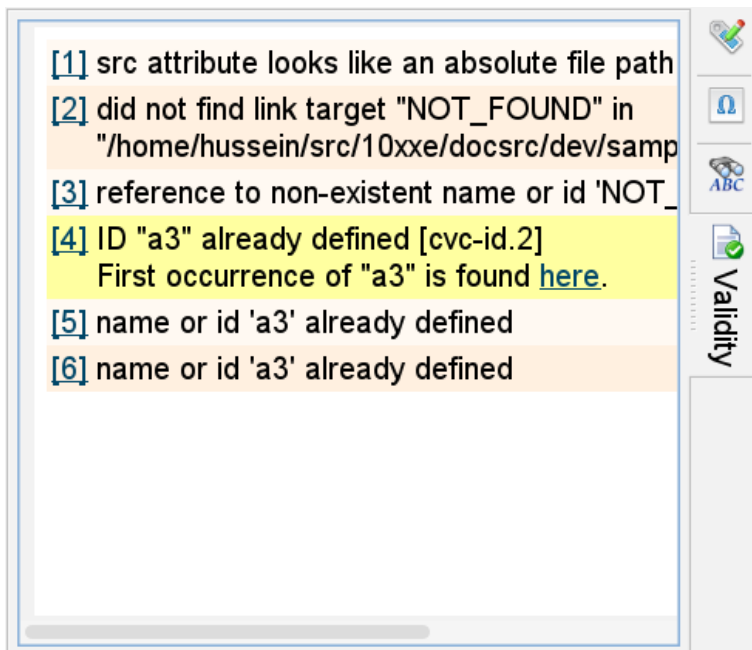 [1] src attribute looks like an absolute file path
[2] did not find link target "NOT_FOUND" in
"/home/hussein/src/10xxe/docsrc/dev/samp
[3] reference to non-existent name or id 'NOT_
[4] ID "a3" already defined [cvc-id.2]
First occurrence of "a3" is found here.
[5] name or id 'a3' already defined
[6] name or id 'a3' already defined
Ω
ABC
Validity